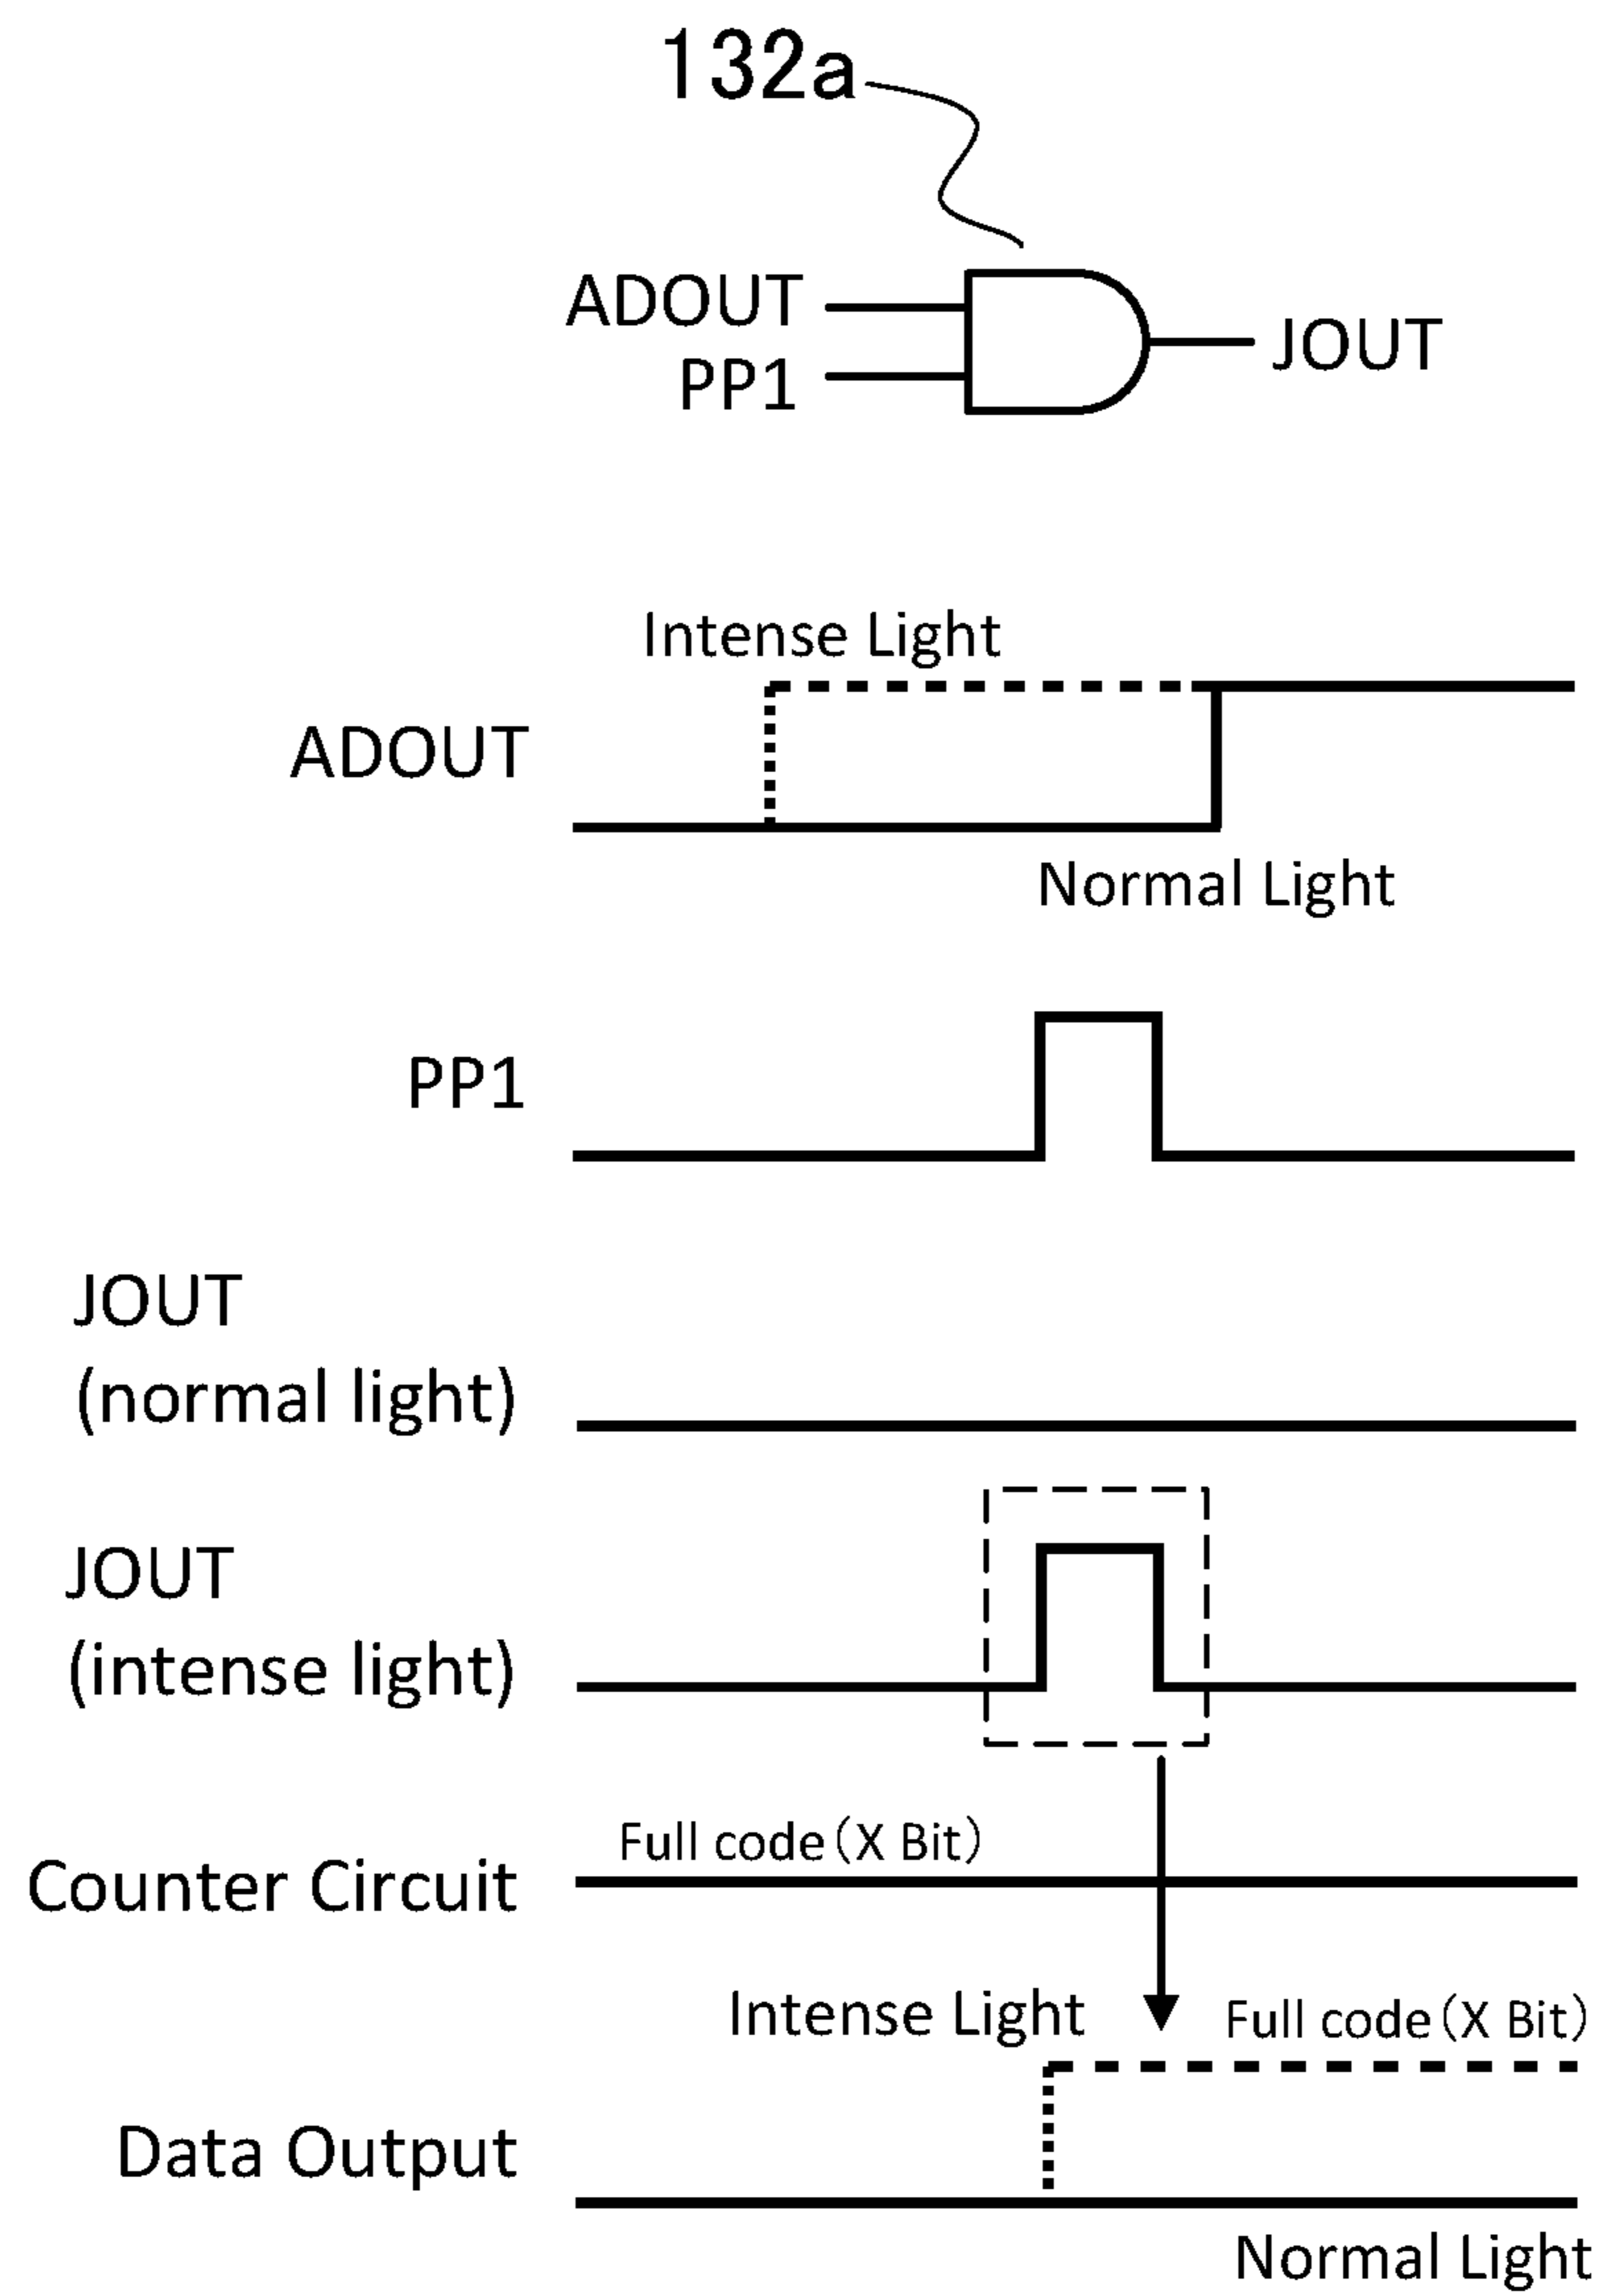 132a
ADOUT
PP1
JOUT
Intense Light
ADOUT
Normal Light
PP1
JOUT
(normal light)
JOUT
(intense light)
Full code(X Bit)
Counter Circuit
Intense Light
Full code(X Bit)
Data Output
Normal Light